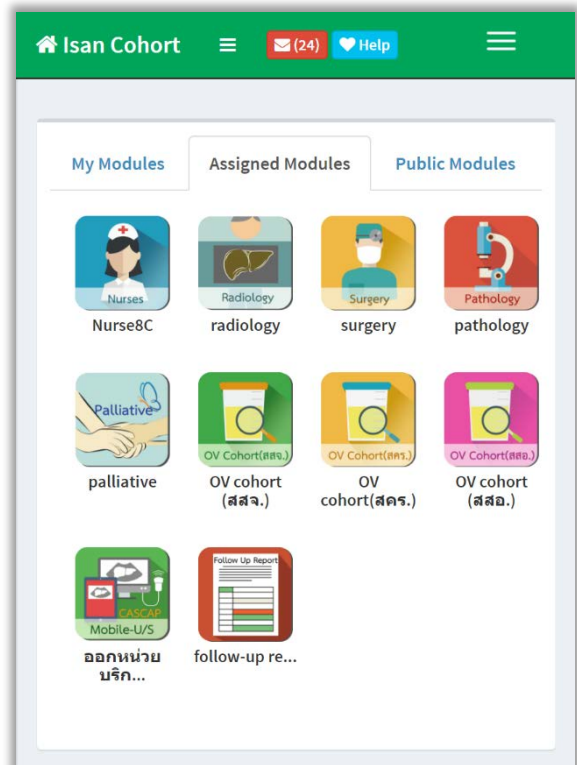 Isan Cohort (24) Help
My Modules Assigned Modules Public Modules
Nurses Radiology Surgery Pathology
Nurse8C radiology surgery pathology
Palliative OV Cohort(สสจ.) OV Cohort(สคร.) OV Cohort(สสอ.)
palliative OV cohort OV OV cohort
(สสจ.) cohort(สคร.) (สสอ.)
Follow Up Report
CASCAP
Mobile-U/S
ออกหน่วย follow-up re...
บริก...